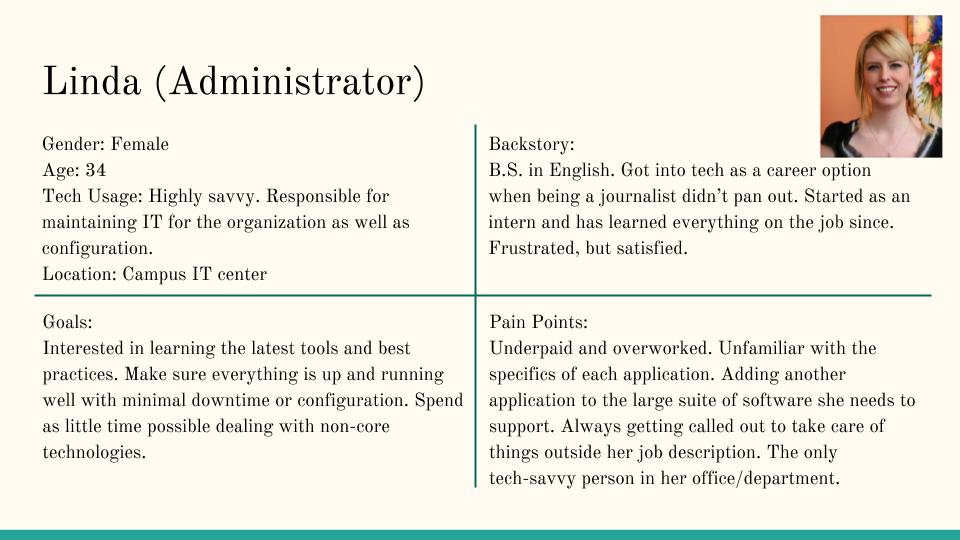 Linda (Administrator)
Gender: Female
Age: 34
Tech Usage: Highly savvy. Responsible for
maintaining IT for the organization as well as
configuration.
Location: Campus IT center
Backstory:
B.S. in English. Got into tech as a career option
when being a journalist didn’t pan out. Started as an
intern and has learned everything on the job since.
Frustrated, but satisfied.
Goals:
Interested in learning the latest tools and best
practices. Make sure everything is up and running
well with minimal downtime or configuration. Spend
as little time possible dealing with non-core
technologies.
Pain Points:
Underpaid and overworked. Unfamiliar with the
specifics of each application. Adding another
application to the large suite of software she needs to
support. Always getting called out to take care of
things outside her job description. The only
tech-savvy person in her office/department.